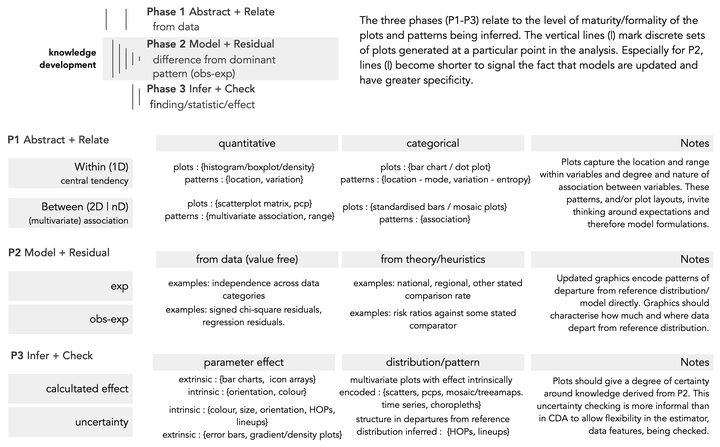 Phase 1 Abstract + Relate
from data
knowledge
development
Phase 2 Model + Residual
difference from dominant
pattern (obs-exp)
Phase 3 Infer + Check
finding/statistic/effect
The three phases (P1-P3) relate to the level of maturity/formality of the
plots and patterns being inferred. The vertical lines (l) mark discrete sets
of plots generated at a particular point in the analysis. Especially for P2,
lines (l) become shorter to signal the fact that models are updated and
have greater specificity.
P1 Abstract + Relate
quantitative
categorical
Notes
Within (1D)
central tendency
plots : {histogram/boxplot/density}
patterns : {location, variation}
plots : {bar chart / dot plot}
patterns : {location - mode, variation - entropy}
Between (2D l nD)
(multivariate) association
plots : {scatterplot matrix, pcp}
patterns : {multivariate association, range}
plots : {standardised bars / mosaic plots}
patterns : {association}
Plots capture the location and range
within variables and degree and nature of
association between variables. These
patterns, and/or plot layouts, invite
thinking around expectations and
therefore model formulations.
P2 Model + Residual
from data (value free)
from theory/heuristics
Notes
exp
examples: independence across data
categories
examples: national, regional, other stated
comparison rate
obs-exp
examples: signed chi-square residuals,
regression residuals.
examples: risk ratios against some stated
comparator
Updated graphics encode patterns of
departure from reference distribution/
model directly. Graphics should
characterise how much and where data
depart from reference distribution.
P3 Infer + Check
parameter effect
distribution/pattern
Notes
calcultated effect
extrinsic : {bar charts, icon arrays}
intrinsic : {orientation, colour}
multivariate plots with effect intrinsically
encoded : {scatters, pcps, mosaic/treeamaps.
time series, choropleths}
uncertainty
intrinsic : {colour, size, orientation, HOPs,
lineups}
extrinsic : {error bars, gradient/density plots}
structure in departures from reference
distribution inferred : {HOPs, lineups}
Plots should give a degree of certainty
around knowledge derived from P2. This
uncertainty checking is more informal than
in CDA to allow flexibility in the estimator,
data features, being checked.